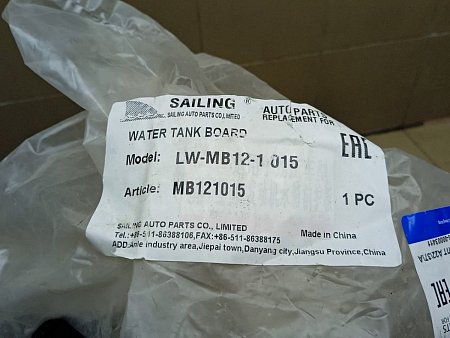 SAILING ®
SAILING AUTO PARTS CO., LIMITED
AUTO PARTS
REPLACEMENT FOR
WATER TANK BOARD
EAC
Model: LW-MB12-1 015
Article: MB121015
1 PC
SAILING AUTO PARTS CO., LIMITED
Tel.:+86-511-86388106,FAX:+86-511-86388175
Made in China
ADD:Anle industry area,Jiepai town,Danyang city,Jiangsu Province,China
EAC